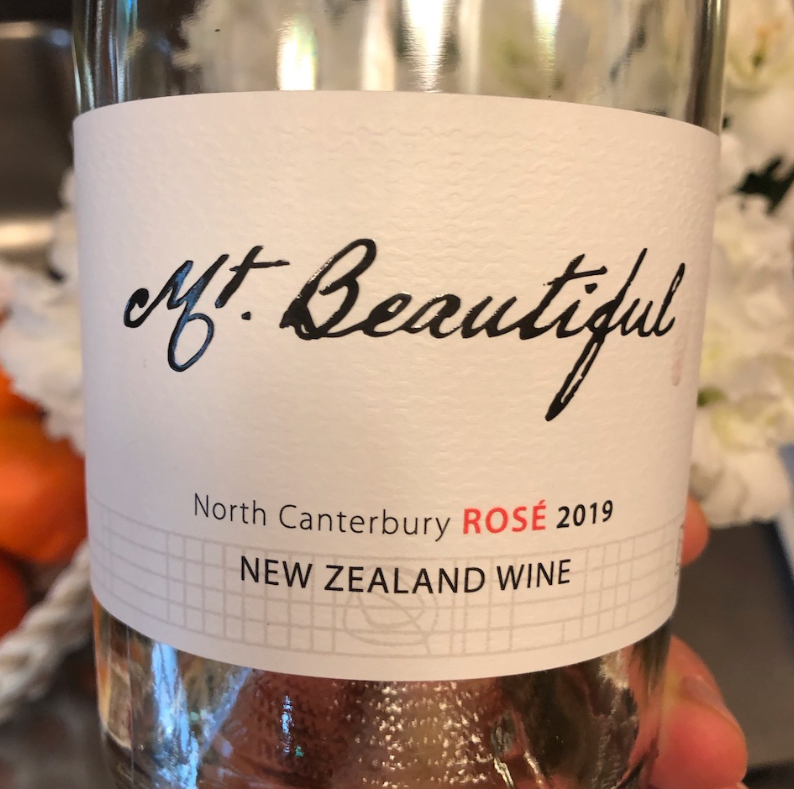 Mt. Beautiful
North Canterbury ROSÉ 2019
NEW ZEALAND WINE